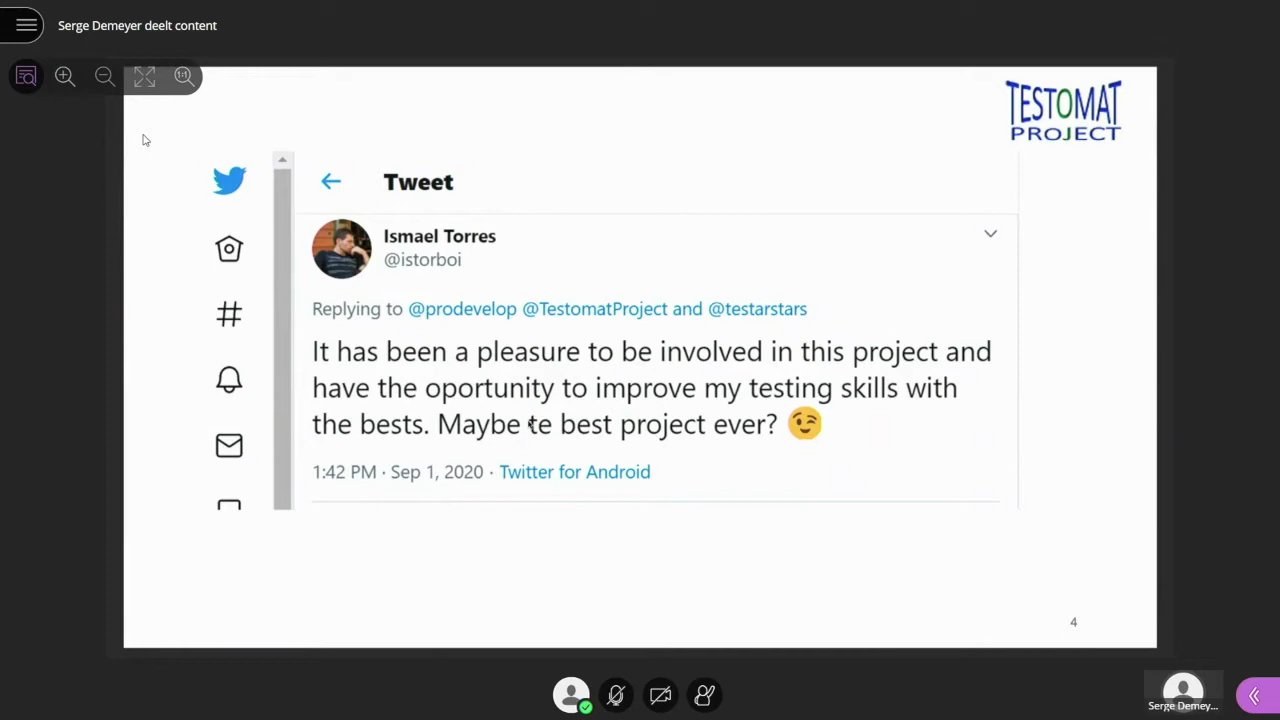 Serge Demeyer deelt content
1:1
TESTOMAT
PROJECT
Tweet
Ismael Torres
@istorboi
Replying to @prodevelop @TestomatProject and @testarstars
It has been a pleasure to be involved in this project and
have the oportunity to improve my testing skills with
the bests. Maybe te best project ever? 😉
1:42 PM · Sep 1, 2020 · Twitter for Android
4
Serge Demey...